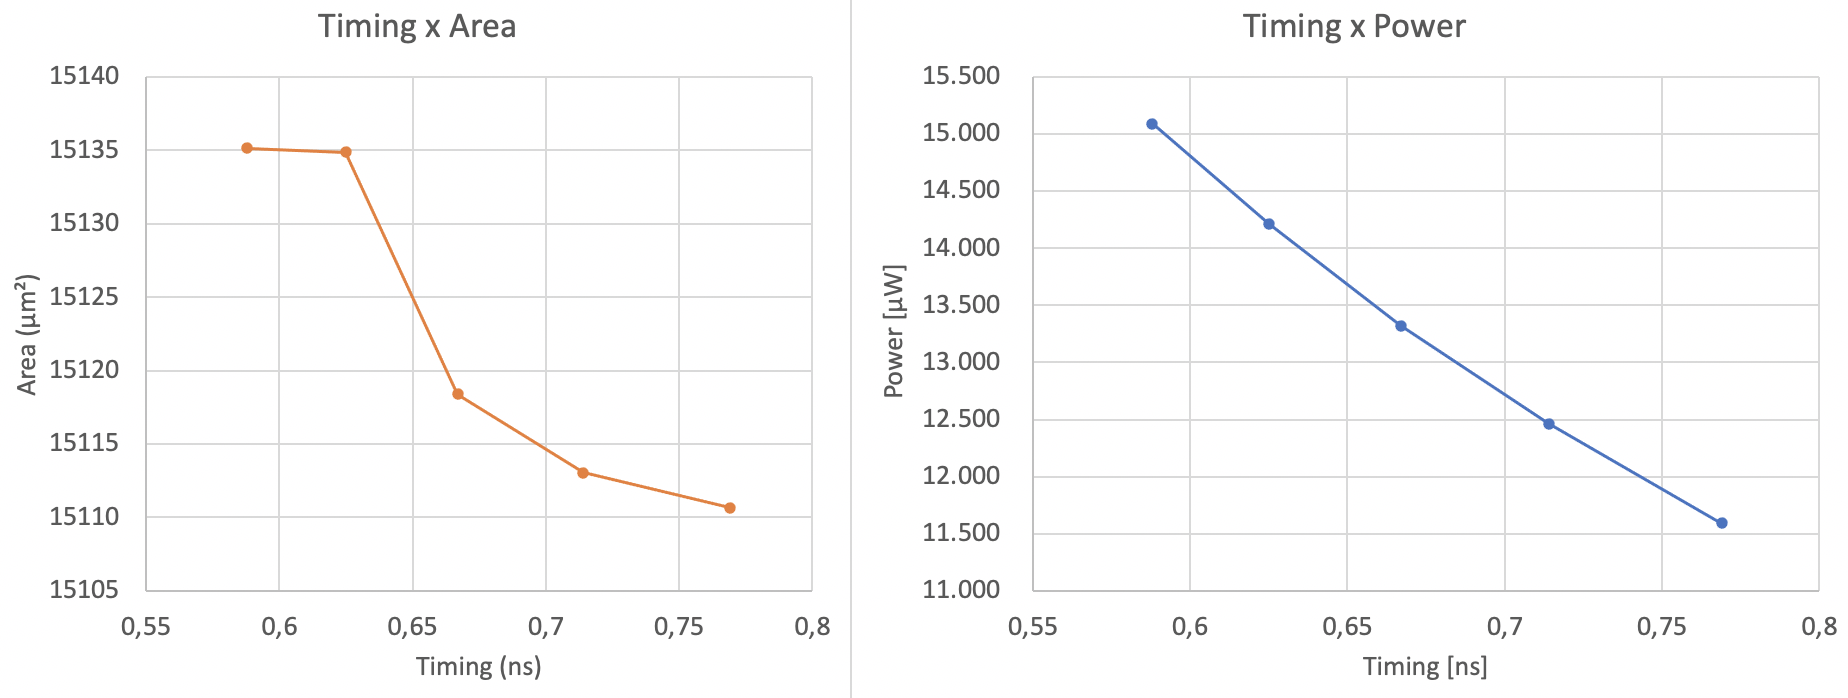 Timing x Area
15140
15135
15130
15125
15120
15115
15110
15105
Area (µm²)
0,55 0,6 0,65 0,7 0,75 0,8
Timing (ns)
Timing x Power
15.500
15.000
14.500
14.000
13.500
13.000
12.500
12.000
11.500
11.000
Power [µW]
0,55 0,6 0,65 0,7 0,75 0,8
Timing [ns]